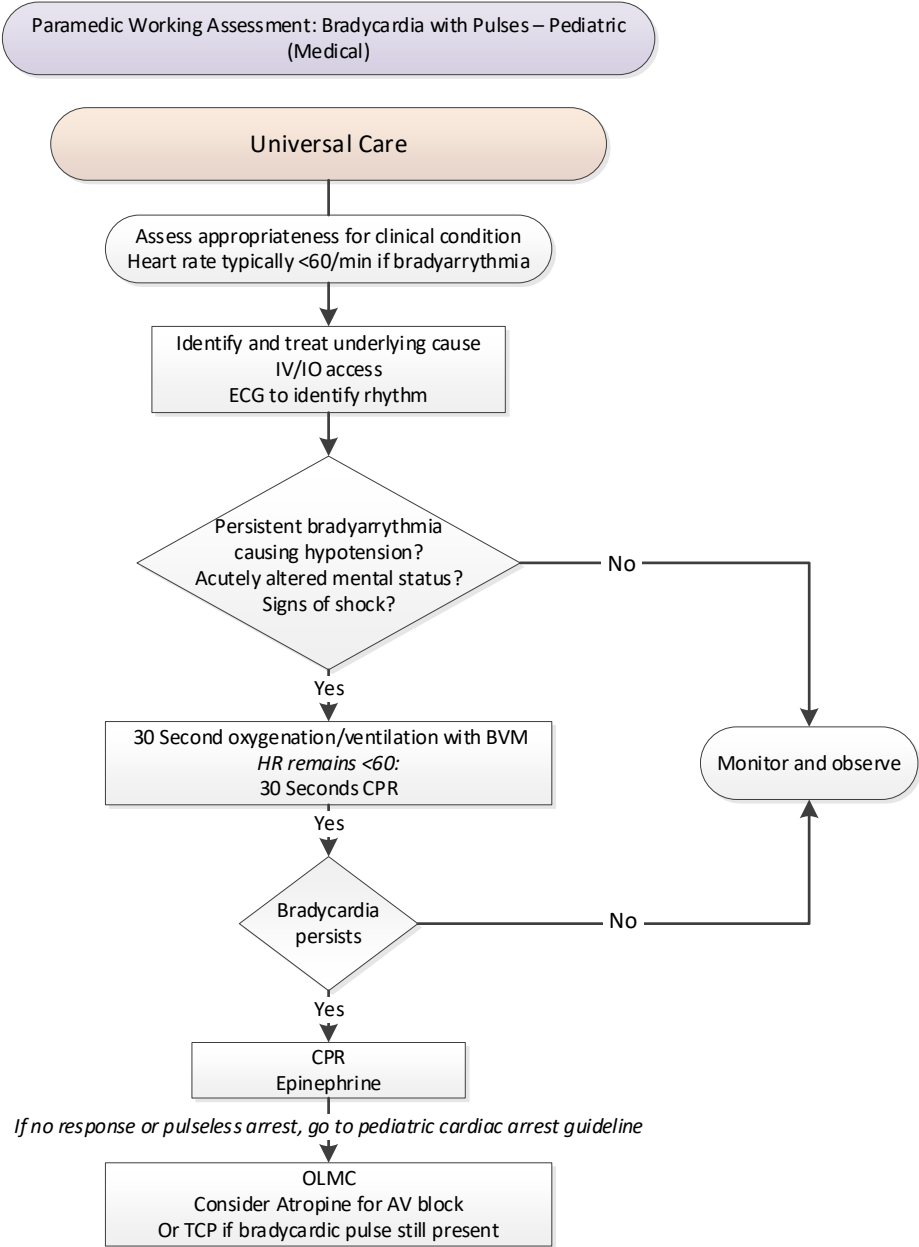 Paramedic Working Assessment: Bradycardia with Pulses – Pediatric
(Medical)
Universal Care
Assess appropriateness for clinical condition
Heart rate typically <60/min if bradyarrythmia
Identify and treat underlying cause
IV/IO access
ECG to identify rhythm
Persistent bradyarrythmia
causing hypotension?
Acutely altered mental status?
Signs of shock?
No
Yes
30 Second oxygenation/ventilation with BVM
HR remains <60:
30 Seconds CPR
Monitor and observe
Yes
Bradycardia
persists
No
Yes
CPR
Epinephrine
If no response or pulseless arrest, go to pediatric cardiac arrest guideline
OLMC
Consider Atropine for AV block
Or TCP if bradycardic pulse still present